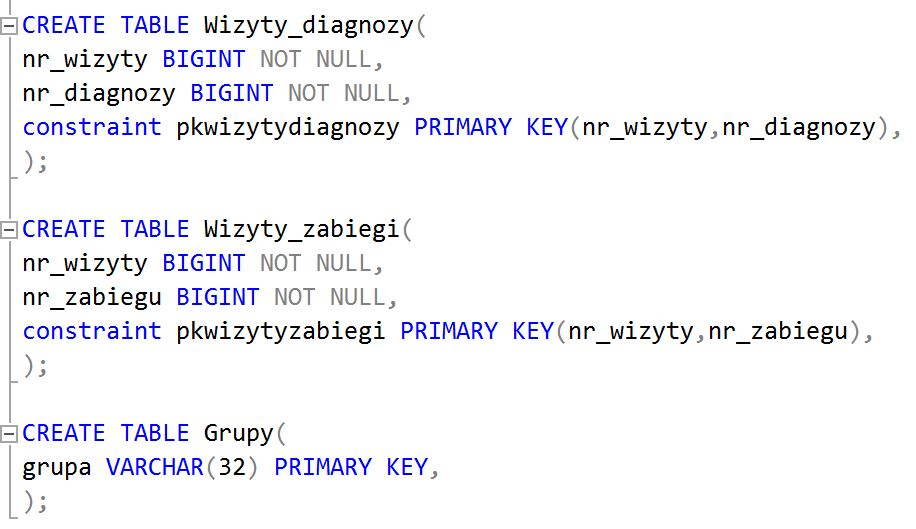 CREATE TABLE Wizyty_diagnozy(
nr_wizyty BIGINT NOT NULL,
nr_diagnozy BIGINT NOT NULL,
constraint pkwizytydiagnozy PRIMARY KEY(nr_wizyty,nr_diagnozy),
);
CREATE TABLE Wizyty_zabiegi(
nr_wizyty BIGINT NOT NULL,
nr_zabiegu BIGINT NOT NULL,
constraint pkwizytyzabiegi PRIMARY KEY(nr_wizyty,nr_zabiegu),
);
CREATE TABLE Grupy(
grupa VARCHAR(32) PRIMARY KEY,
);